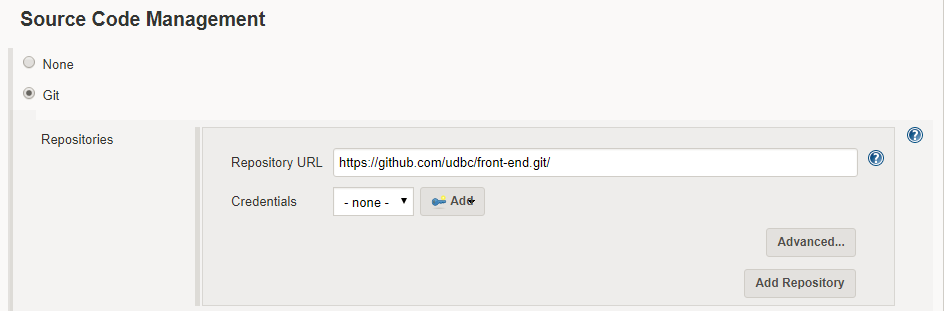 Source Code Management
None
Git
Repositories
?
Repository URL https://github.com/udbc/front-end.git/ ?
Credentials - none - Add
Advanced...
Add Repository